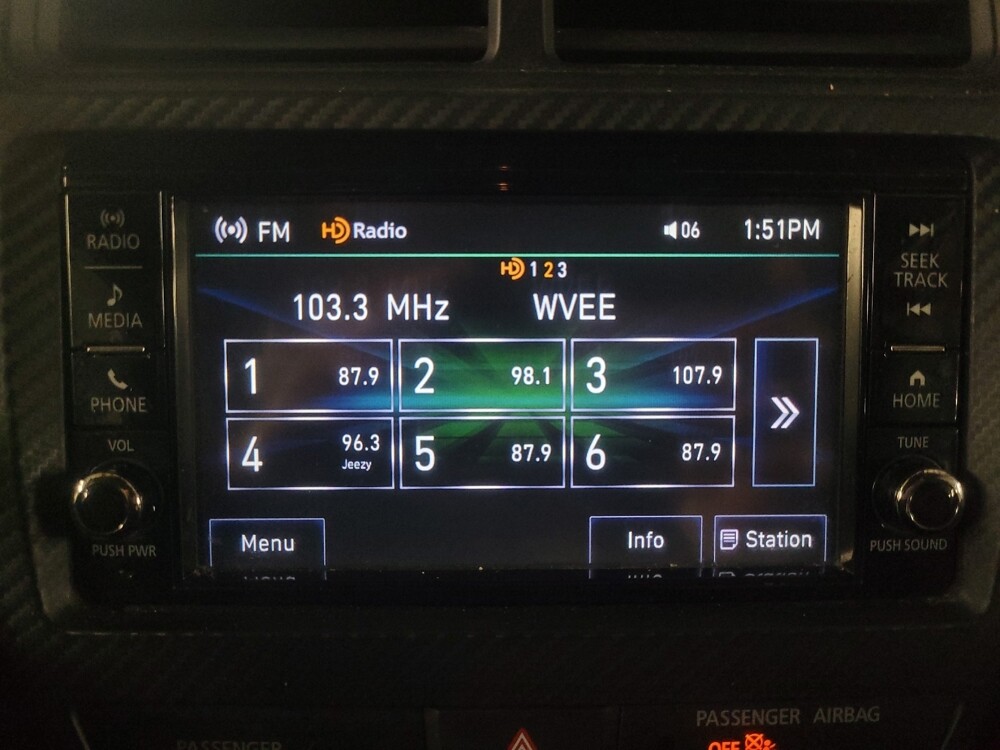 RADIO
MEDIA
PHONE
VOL
PUSH PWR
FM HD Radio 06 1:51PM
HD 1 2 3
103.3 MHz WVEE
1 87.9 2 98.1 3 107.9
4 96.3 Jeezy 5 87.9 6 87.9
Menu Info Station
SEEK
TRACK
HOME
TUNE
PUSH SOUND
PASSENGER AIRBAG
PASSENGER OFF